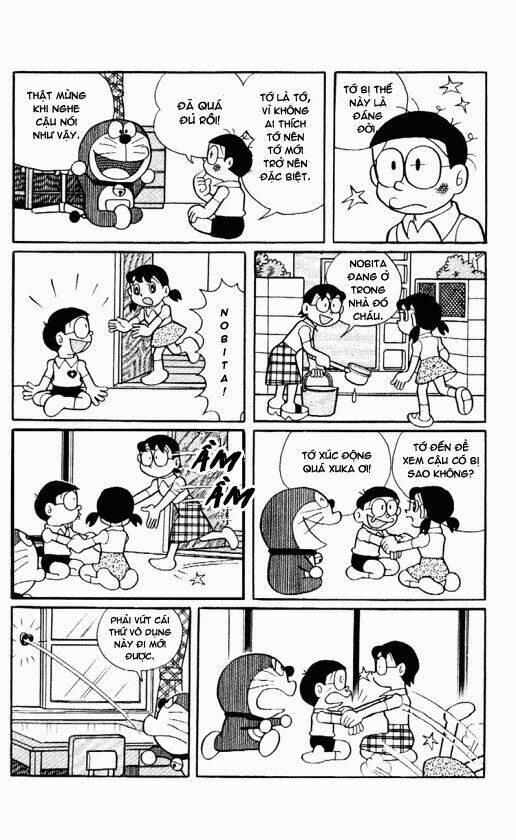 TỚ BỊ THẾ
NÀY LÀ
ĐÁNG
ĐỜI.
TỚ LÀ TỚ,
VÌ KHÔNG
AI THÍCH
TỚ NÊN
TỚ MỚI
TRỞ NÊN
ĐẶC BIỆT.
ĐÃ QUÁ
ĐỦ RỒI!
THẬT MỪNG
KHI NGHE
CẬU NÓI
NHƯ VẬY.
NOBITA
ĐANG Ở
TRONG
NHÀ ĐÓ
CHÁU.
NOBITA!
TỚ ĐẾN ĐỂ
XEM CẬU CÓ BỊ
SAO KHÔNG?
TỚ XÚC ĐỘNG
QUÁ XUKA ƠI!
ẦM
ẦM
PHẢI VỨT CÁI
THỨ VÔ DỤNG
NÀY ĐI MỚI
ĐƯỢC.